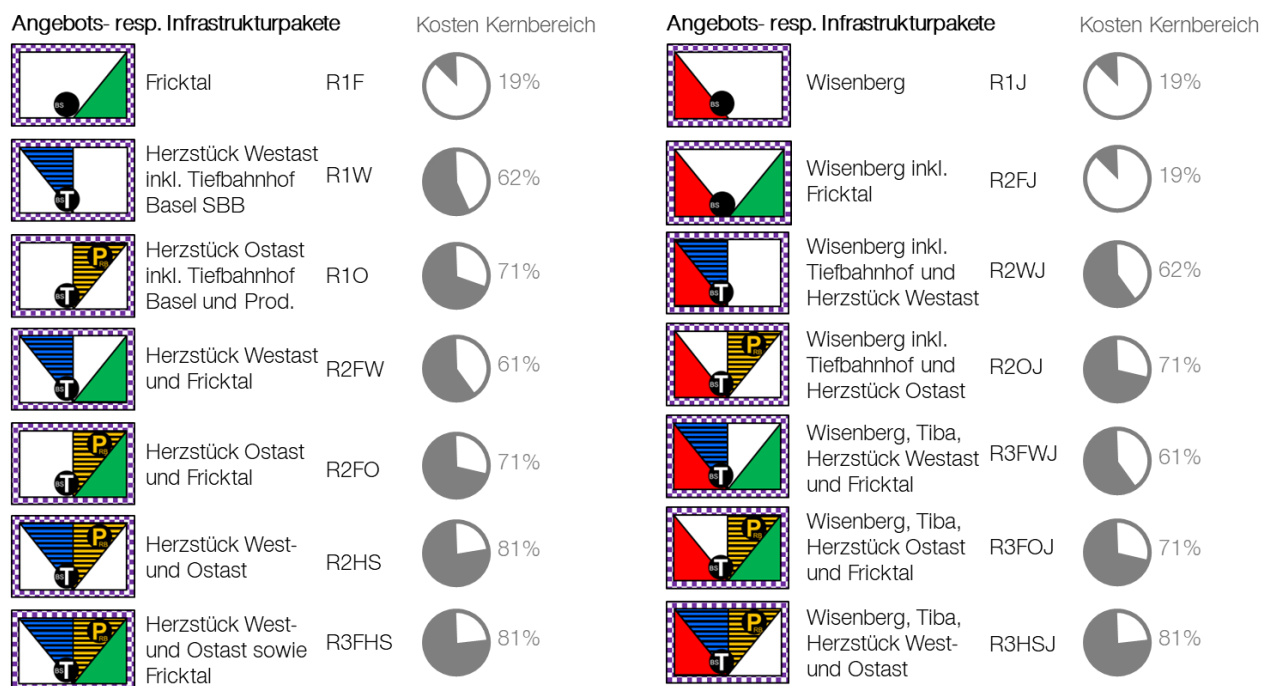 Angebots- resp. Infrastrukturpakete Kosten Kernbereich
BS
Fricktal R1F 19%
Herzstück Westast
inkl. Tiefbahnhof
Basel SBB
R1W 62%
BS T
Herzstück Ostast
inkl. Tiefbahnhof
Basel und Prod.
R1O 71%
P RB
BS T
Herzstück Westast
und Fricktal
R2FW 61%
BS T
Herzstück Ostast
und Fricktal
R2FO 71%
P RB
BS T
Herzstück West-
und Ostast
R2HS 81%
P RB
BS T
Herzstück West-
und Ostast sowie
Fricktal
R3FHS 81%
P RB
BS T
Angebots- resp. Infrastrukturpakete Kosten Kernbereich
BS
Wisenberg R1J 19%
Wisenberg inkl.
Fricktal
R2FJ 19%
BS
Wisenberg inkl.
Tiefbahnhof und
Herzstück Westast
R2WJ 62%
BS T
Wisenberg inkl.
Tiefbahnhof und
Herzstück Ostast
R2OJ 71%
P RB
BS T
Wisenberg, Tiba,
Herzstück Westast
und Fricktal
R3FWJ 61%
BS T
Wisenberg, Tiba,
Herzstück Ostast
und Fricktal
R3FOJ 71%
P RB
BS T
Wisenberg, Tiba,
Herzstück West-
und Ostast
R3HSJ 81%
P RB
BS T